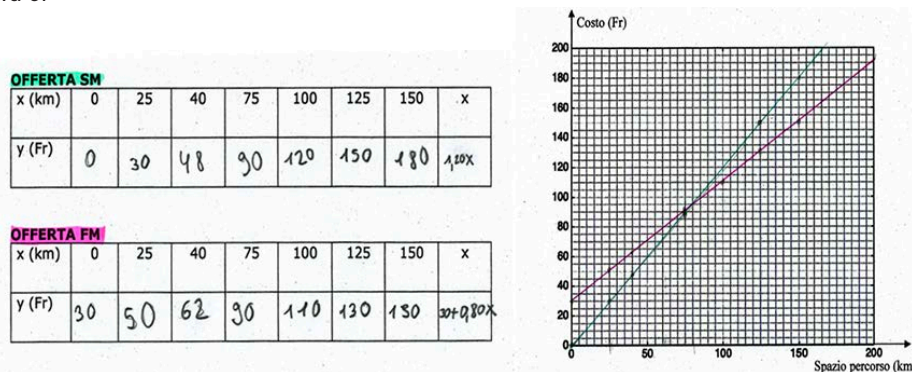 OFFERTA SM
x (km) 0 25 40 75 100 125 150 x
y (Fr) 0 30 48 90 120 150 180 1,20x
OFFERTA FM
x (km) 0 25 40 75 100 125 150 x
y (Fr) 30 50 62 90 110 130 150 30+0,80x
Costo (Fr)
200
180
160
140
120
100
80
60
40
20
0
0 50 100 150 200
Spazio percorso (km